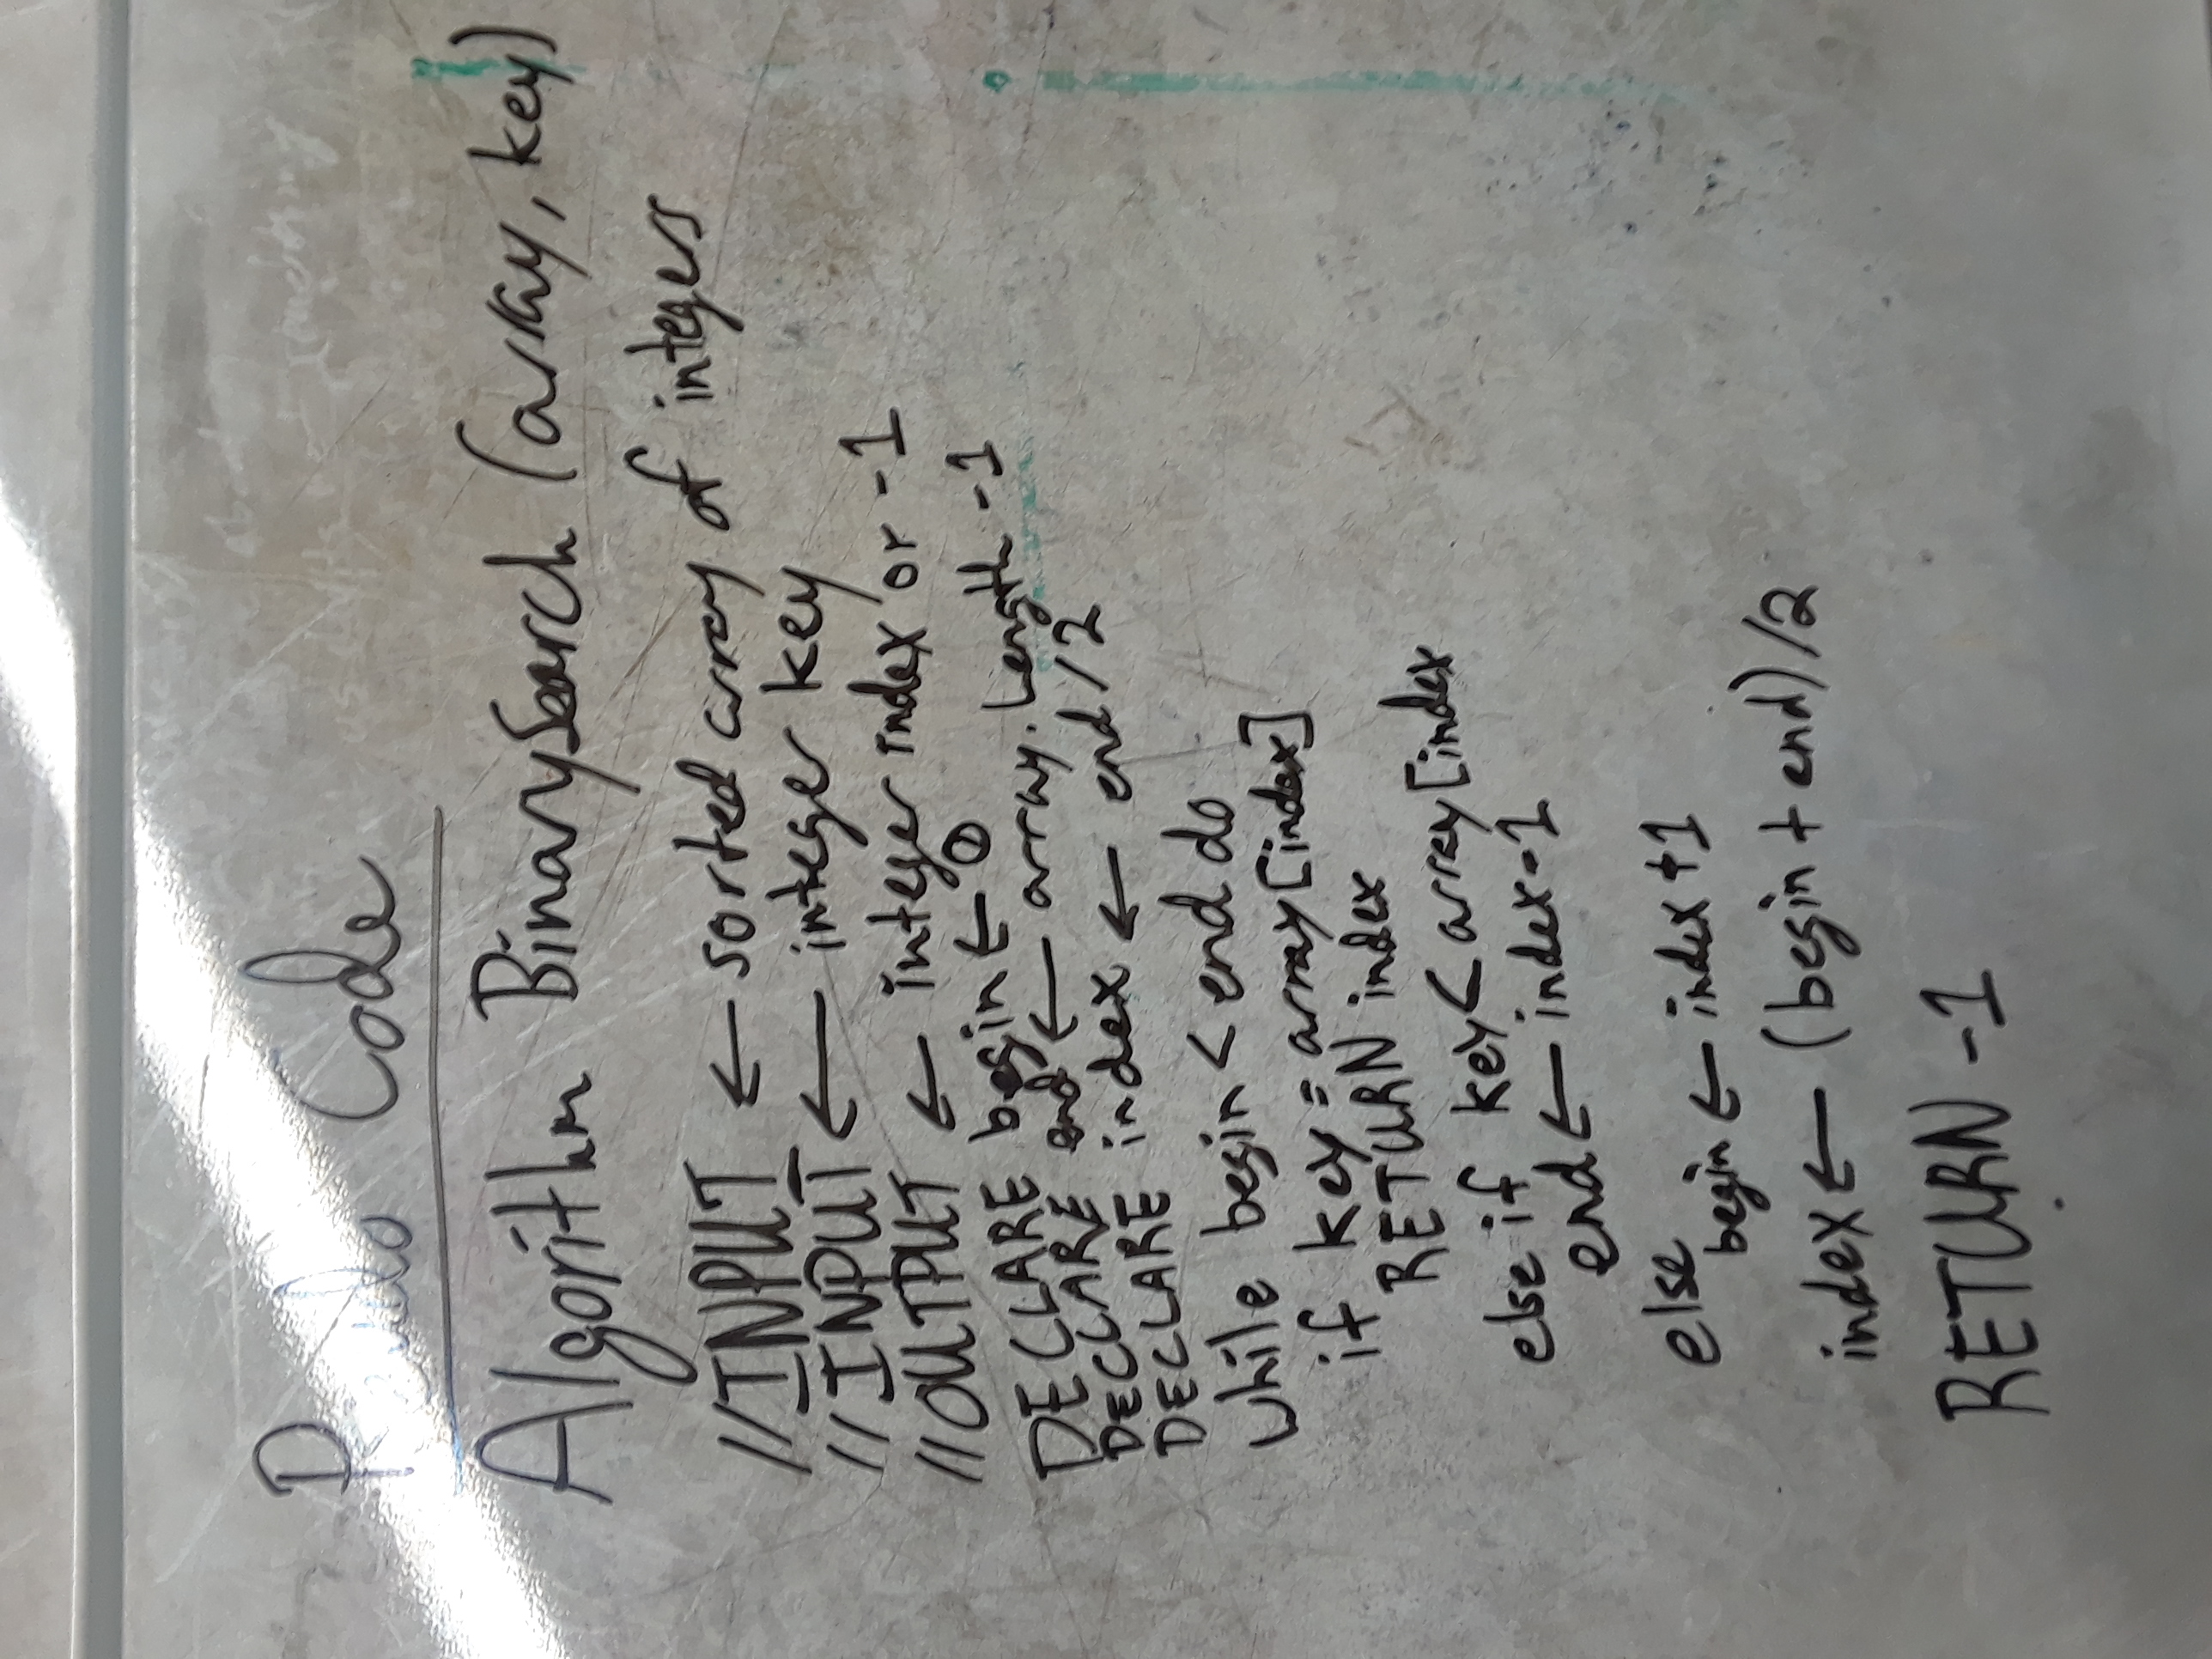 Pseudo Code
Algorithm BinarySearch (array, key)
//INPUT ← sorted array of integers
//INPUT ← integer key
//OUTPUT ← integer index or -1
DECLARE begin ← 0
DECLARE end ← array.Length -1
DECLARE index ← end/2
while begin < end do
if key = array[index]
RETURN index
else if key < array[index
end ← index-1
else
begin ← index+1
index ← (begin + end)/2
RETURN -1